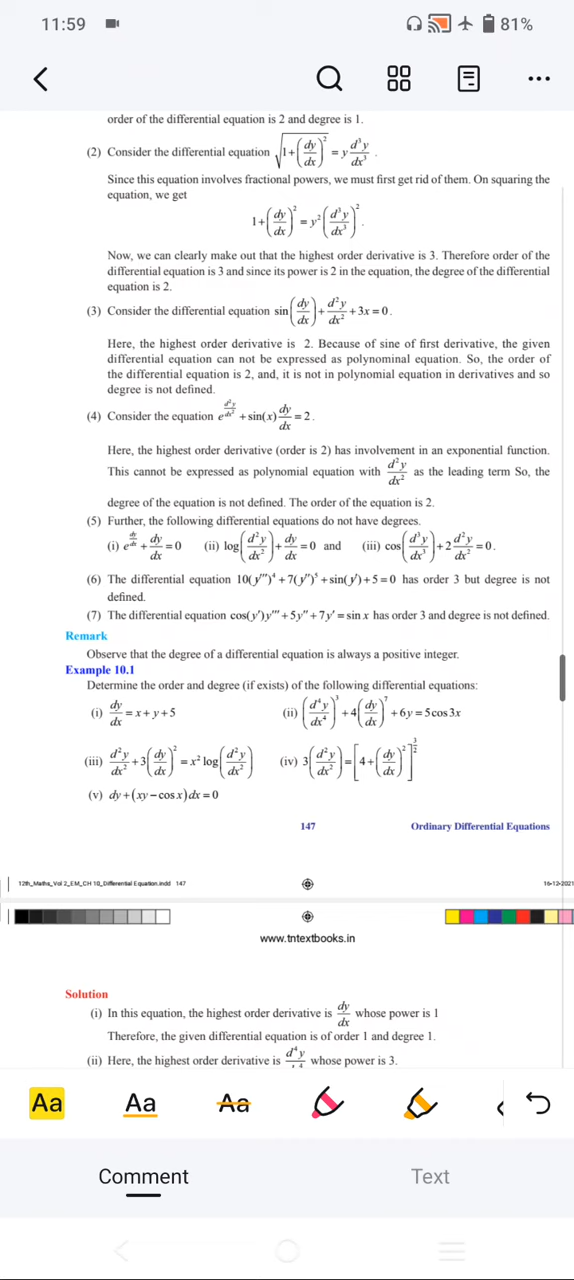 11:59
81%
order of the differential equation is 2 and degree is 1.
(2) Consider the differential equation √(1+(dy/dx)²) = y d³y/dx³ .
Since this equation involves fractional powers, we must first get rid of them. On squaring the
equation, we get
1+(dy/dx)² = y²(d³y/dx³)².
Now, we can clearly make out that the highest order derivative is 3. Therefore order of the
differential equation is 3 and since its power is 2 in the equation, the degree of the differential
equation is 2.
(3) Consider the differential equation sin(dy/dx)+d²y/dx²+3x=0.
Here, the highest order derivative is 2. Because of sine of first derivative, the given
differential equation can not be expressed as polynominal equation. So, the order of
the differential equation is 2, and, it is not in polynomial equation in derivatives and so
degree is not defined.
(4) Consider the equation e^(d²y/dx²)+sin(x)dy/dx=2.
Here, the highest order derivative (order is 2) has involvement in an exponential function.
This cannot be expressed as polynomial equation with d²y/dx² as the leading term So, the
degree of the equation is not defined. The order of the equation is 2.
(5) Further, the following differential equations do not have degrees.
(i) e^(dy/dx)+dy/dx=0 (ii) log(d²y/dx²)+dy/dx=0 and (iii) cos(d³y/dx³)+2d²y/dx²=0.
(6) The differential equation 10(y''')⁴+7(y'')⁵+sin(y')+5=0 has order 3 but degree is not
defined.
(7) The differential equation cos(y')y'''+5y''+7y'=sin x has order 3 and degree is not defined.
Remark
Observe that the degree of a differential equation is always a positive integer.
Example 10.1
Determine the order and degree (if exists) of the following differential equations:
(i) dy/dx=x+y+5 (ii) (d⁴y/dx⁴)³+4(dy/dx)⁷+6y=5cos3x
(iii) d²y/dx²+3(dy/dx)²=x²log(d²y/dx²) (iv) 3(d²y/dx²)=[4+(dy/dx)²]^(3/2)
(v) dy+(xy−cosx)dx=0
147 Ordinary Differential Equations
12th_Maths_Vol 2_EM_CH 10_Differential Equation.indd 147
16-12-2021
www.tntextbooks.in
Solution
(i) In this equation, the highest order derivative is dy/dx whose power is 1
Therefore, the given differential equation is of order 1 and degree 1.
(ii) Here, the highest order derivative is d⁴y whose power is 3.
Aa Aa Aa
Comment Text